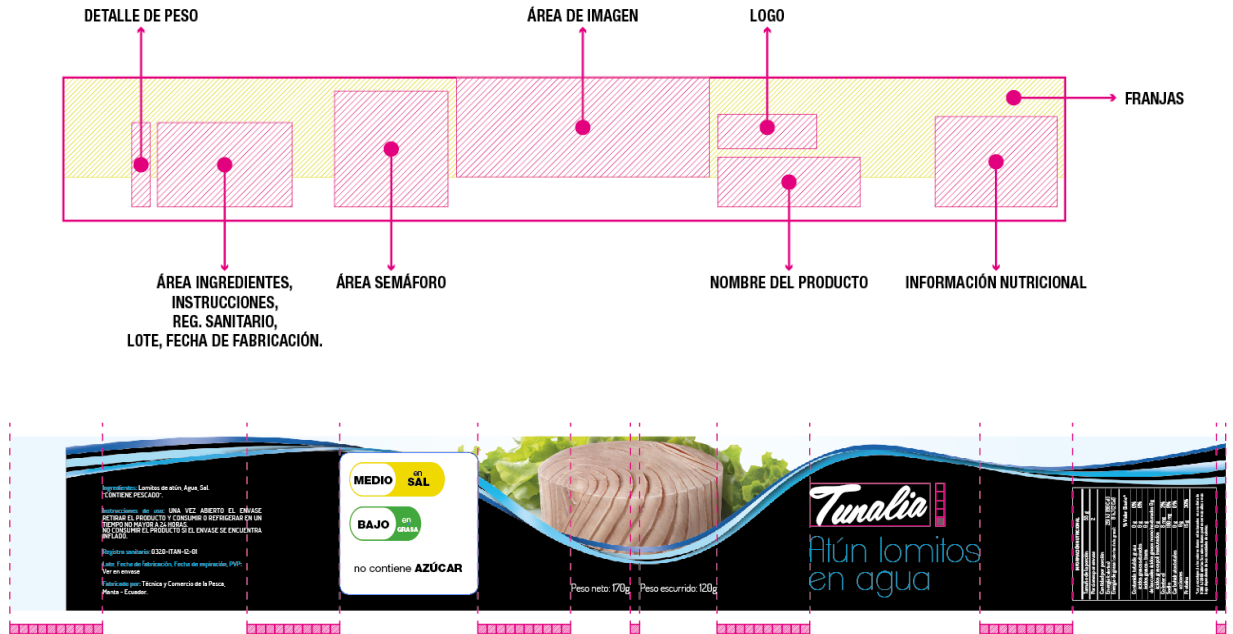 DETALLE DE PESO
ÁREA DE IMAGEN
LOGO
FRANJAS
ÁREA INGREDIENTES,
INSTRUCCIONES,
REG. SANITARIO,
LOTE, FECHA DE FABRICACIÓN.
ÁREA SEMÁFORO
NOMBRE DEL PRODUCTO
INFORMACIÓN NUTRICIONAL
Ingredientes: Lomitos de atún, Agua, Sal.
"CONTIENE PESCADO".
Instrucciones de uso: UNA VEZ ABIERTO EL ENVASE
RETIRAR EL PRODUCTO Y CONSUMIR O REFRIGERAR EN UN
TIEMPO NO MAYOR A 24 HORAS.
NO CONSUMIR EL PRODUCTO SI EL ENVASE SE ENCUENTRA
INFLADO.
Registro sanitario: 0320-ITAN-12-01
Lote, Fecha de fabricación, Fecha de expiración, PVP:
Ver en envase
Fabricado por: Técnica y Comercio de la Pesca,
Manta - Ecuador.
MEDIO en SAL
BAJO en GRASA
no contiene AZÚCAR
Peso neto: 170g
Peso escurrido: 120g
Tunalia
Atún lomitos
en agua
INFORMACIÓN NUTRICIONAL